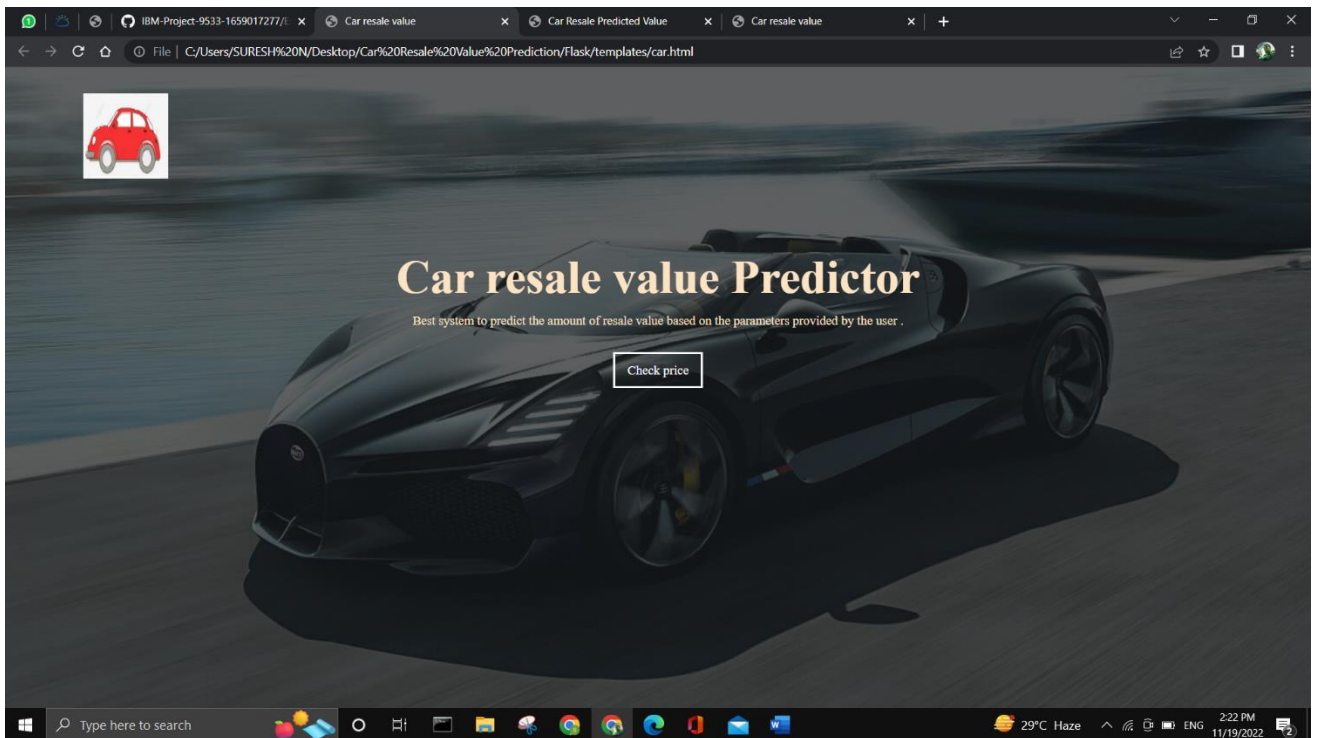 IBM-Project-9533-1659017277/E
Car resale value
Car Resale Predicted Value
Car resale value
File | C:/Users/SURESH%20N/Desktop/Car%20Resale%20Value%20Prediction/Flask/templates/car.html
Car resale value Predictor
Best system to predict the amount of resale value based on the parameters provided by the user .
Check price
Type here to search
29°C Haze
ENG
2:22 PM
11/19/2022
2